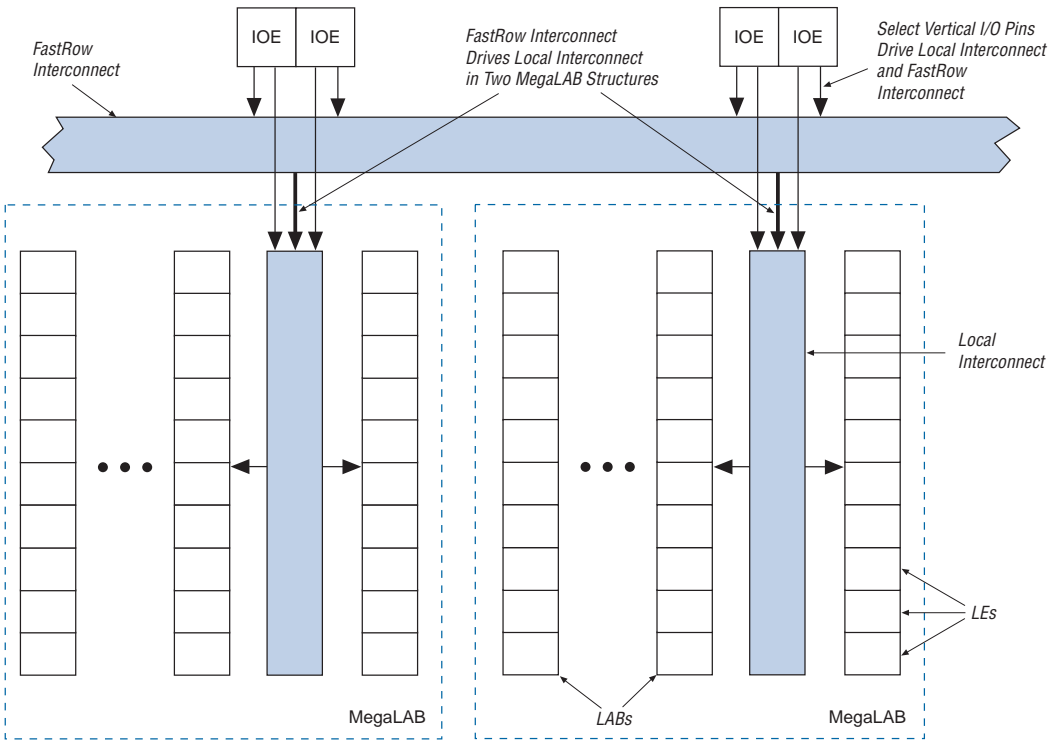 FastRow
Interconnect
IOE IOE
FastRow Interconnect
Drives Local Interconnect
in Two MegaLAB Structures
IOE IOE
Select Vertical I/O Pins
Drive Local Interconnect
and FastRow
Interconnect
Local
Interconnect
LEs
LABs
MegaLAB
MegaLAB